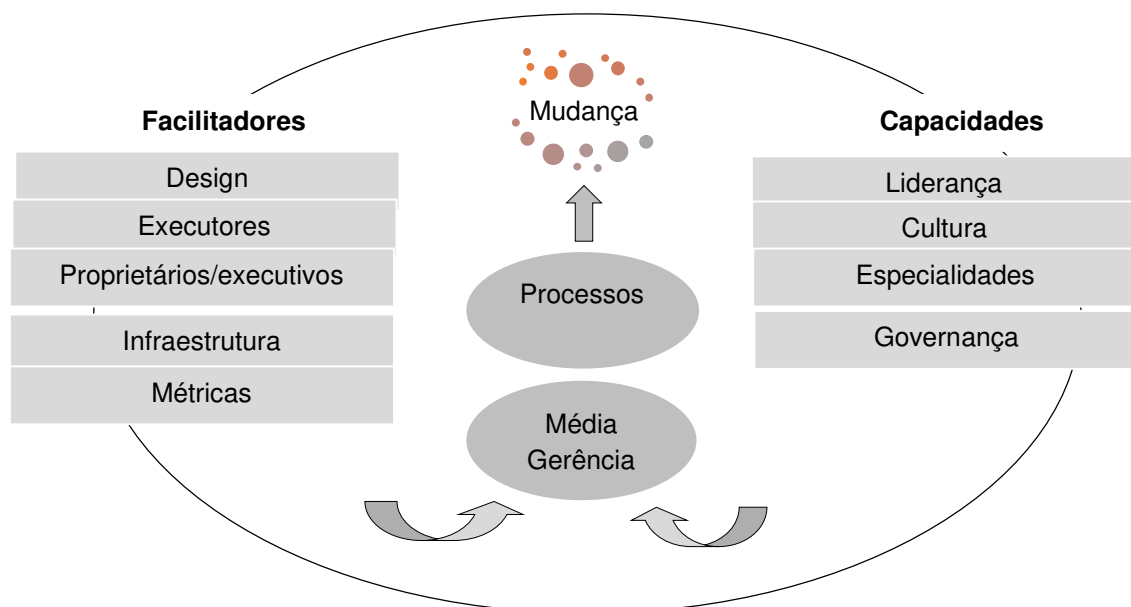 Mudança
Facilitadores
Design
Executores
Proprietários/executivos
Infraestrutura
Métricas
Processos
Média
Gerência
Capacidades
Liderança
Cultura
Especialidades
Governança